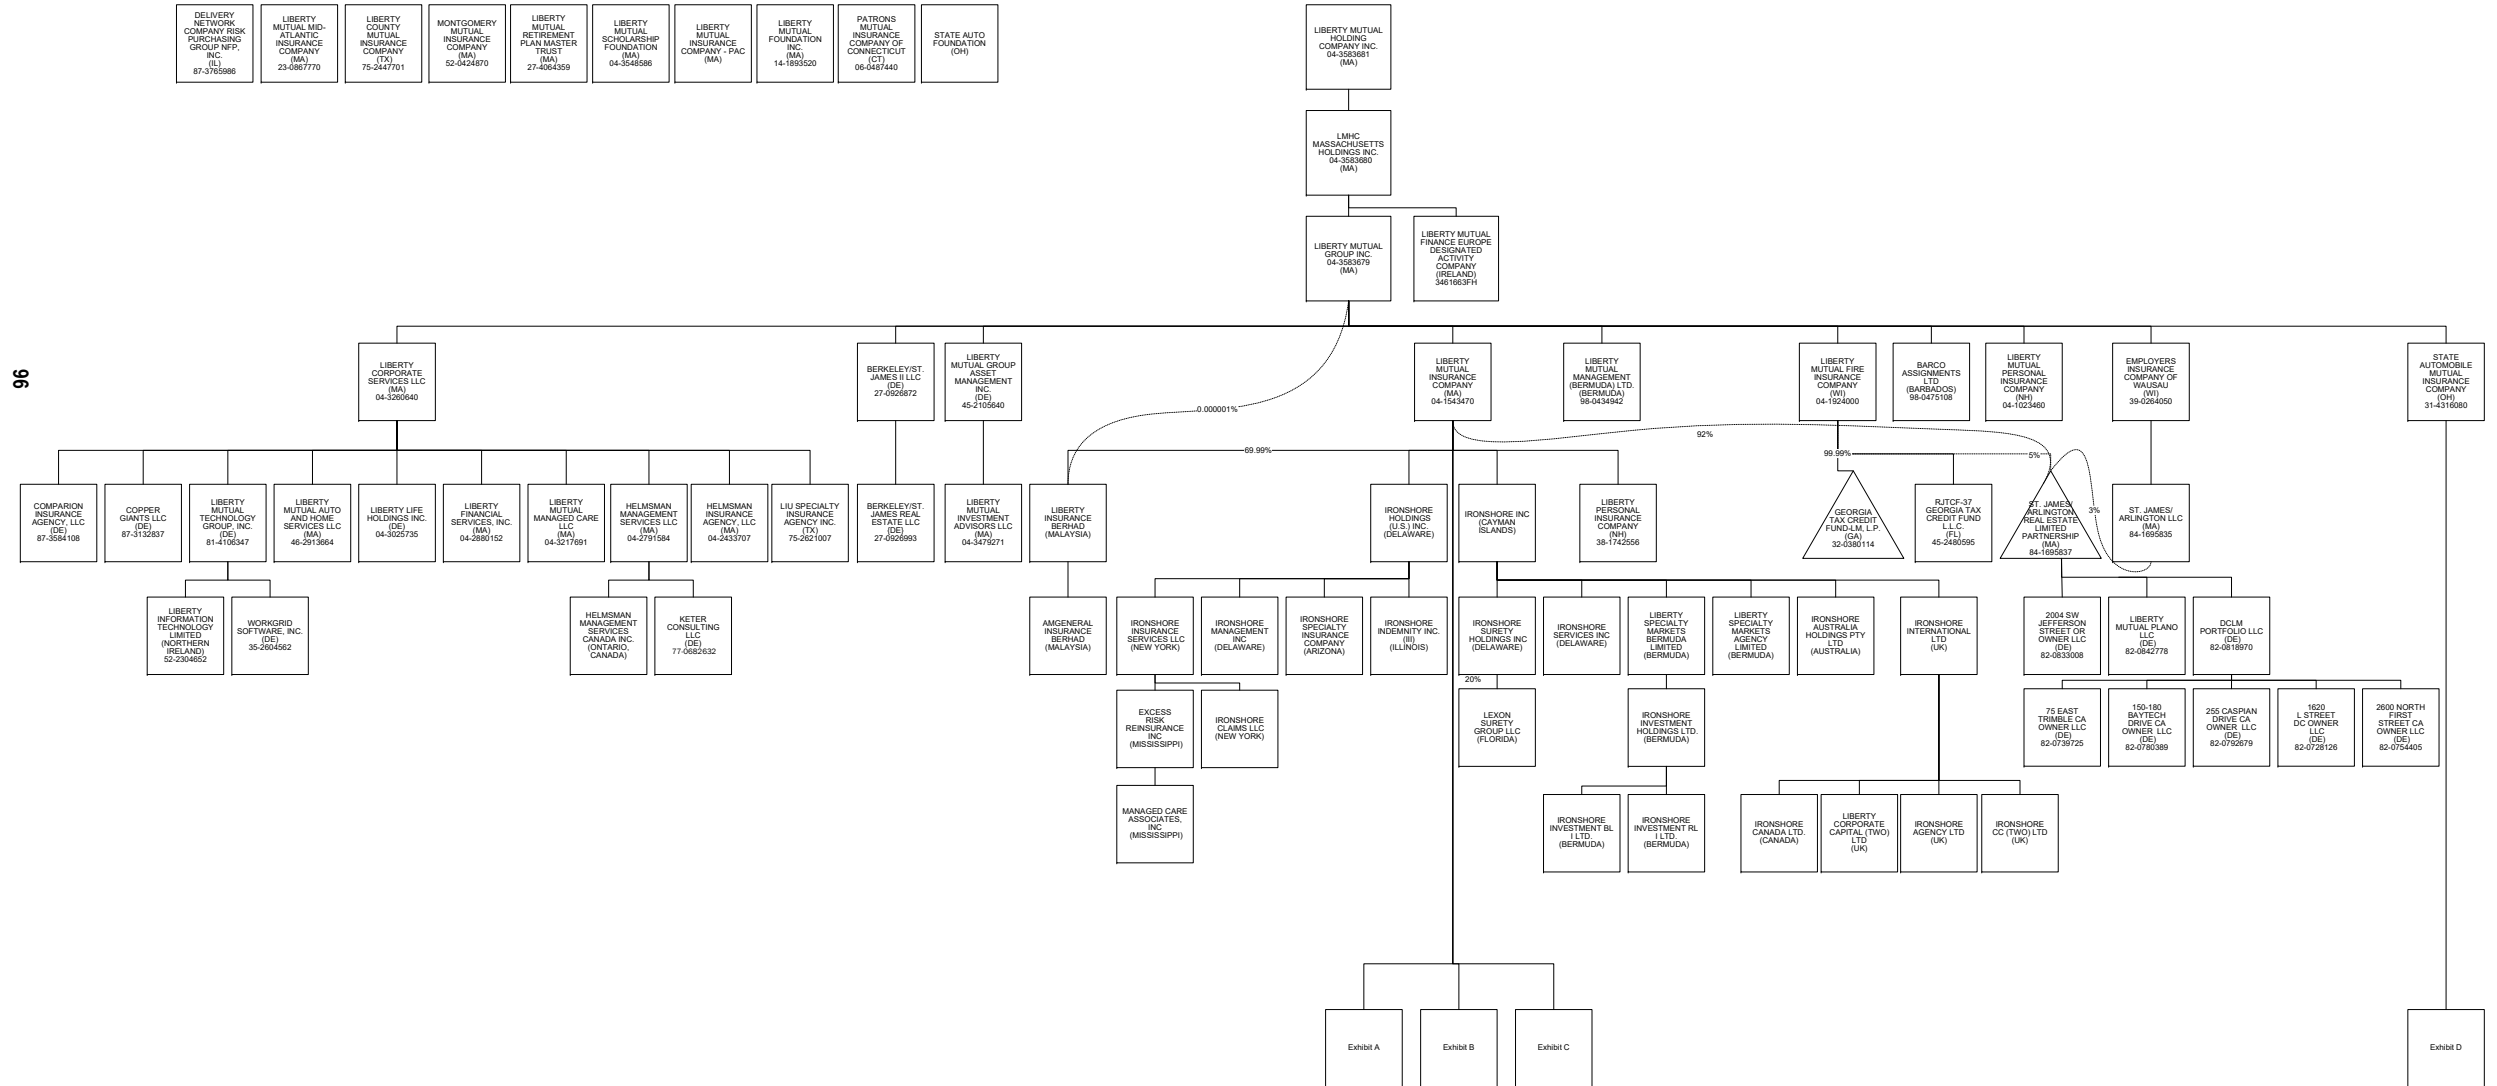 DELIVERY
NETWORK
COMPANY RISK
PURCHASING
GROUP NFP,
INC.
(IL)
87-3765986
LIBERTY
MUTUAL MID-
ATLANTIC
INSURANCE
COMPANY
(MA)
23-0867770
LIBERTY
COUNTY
MUTUAL
INSURANCE
COMPANY
(TX)
75-2447701
MONTGOMERY
MUTUAL
INSURANCE
COMPANY
(MA)
52-0424870
LIBERTY
MUTUAL
RETIREMENT
PLAN MASTER
TRUST
(MA)
27-4064359
LIBERTY
MUTUAL
SCHOLARSHIP
FOUNDATION
(MA)
04-3548586
LIBERTY
MUTUAL
INSURANCE
COMPANY - PAC
(MA)
LIBERTY
MUTUAL
FOUNDATION
INC.
(MA)
14-1893520
PATRONS
MUTUAL
INSURANCE
COMPANY OF
CONNECTICUT
(CT)
06-0487440
STATE AUTO
FOUNDATION
(OH)
LIBERTY MUTUAL
HOLDING
COMPANY INC.
04-3583681
(MA)
LMHC
MASSACHUSETTS
HOLDINGS INC.
04-3583680
(MA)
LIBERTY MUTUAL
GROUP INC.
04-3583679
(MA)
LIBERTY MUTUAL
FINANCE EUROPE
DESIGNATED
ACTIVITY
COMPANY
(IRELAND)
3461663FH
96
LIBERTY
CORPORATE
SERVICES LLC
(MA)
04-3260640
BERKELEY/ST.
JAMES II LLC
(DE)
27-0926872
LIBERTY
MUTUAL GROUP
ASSET
MANAGEMENT
INC.
(DE)
45-2105640
LIBERTY
MUTUAL
INSURANCE
COMPANY
(MA)
04-1543470
LIBERTY
MUTUAL
MANAGEMENT
(BERMUDA) LTD.
(BERMUDA)
98-0434942
LIBERTY
MUTUAL FIRE
INSURANCE
COMPANY
(WI)
04-1924000
BARCO
ASSIGNMENTS
LTD
(BARBADOS)
98-0475108
LIBERTY
MUTUAL
PERSONAL
INSURANCE
COMPANY
(NH)
04-1023460
EMPLOYERS
INSURANCE
COMPANY OF
WAUSAU
(WI)
39-0264050
STATE
AUTOMOBILE
MUTUAL
INSURANCE
COMPANY
(OH)
31-4316080
0.000001%
92%
69.99%
99.99%
5%
3%
COMPARION
INSURANCE
AGENCY, LLC
(DE)
87-3584108
COPPER
GIANTS LLC
(DE)
87-3132837
LIBERTY
MUTUAL
TECHNOLOGY
GROUP, INC.
(DE)
81-4106347
LIBERTY
MUTUAL AUTO
AND HOME
SERVICES LLC
(MA)
46-2913664
LIBERTY LIFE
HOLDINGS INC.
(DE)
04-3025735
LIBERTY
FINANCIAL
SERVICES, INC.
(MA)
04-2880152
LIBERTY
MUTUAL
MANAGED CARE
LLC
(MA)
04-3217691
HELMSMAN
MANAGEMENT
SERVICES LLC
(MA)
04-2791584
HELMSMAN
INSURANCE
AGENCY, LLC
(MA)
04-2433707
LIU SPECIALTY
INSURANCE
AGENCY INC.
(TX)
75-2621007
BERKELEY/ST.
JAMES REAL
ESTATE LLC
(DE)
27-0926993
LIBERTY
MUTUAL
INVESTMENT
ADVISORS LLC
(MA)
04-3479271
LIBERTY
INSURANCE
BERHAD
(MALAYSIA)
IRONSHORE
HOLDINGS
(U.S.) INC.
(DELAWARE)
IRONSHORE INC
(CAYMAN
ISLANDS)
LIBERTY
PERSONAL
INSURANCE
COMPANY
(NH)
38-1742556
GEORGIA
TAX CREDIT
FUND-LM, L.P.
(GA)
32-0380114
RJTCF-37
GEORGIA TAX
CREDIT FUND
L.L.C.
(FL)
45-2480595
ST. JAMES/
ARLINGTON
REAL ESTATE
LIMITED
PARTNERSHIP
(MA)
84-1695837
ST. JAMES/
ARLINGTON LLC
(MA)
84-1695835
LIBERTY
INFORMATION
TECHNOLOGY
LIMITED
(NORTHERN
IRELAND)
52-2304652
WORKGRID
SOFTWARE, INC.
(DE)
35-2604562
HELMSMAN
MANAGEMENT
SERVICES
CANADA INC.
(ONTARIO,
CANADA)
KETER
CONSULTING
LLC
(DE)
77-0682632
AMGENERAL
INSURANCE
BERHAD
(MALAYSIA)
IRONSHORE
INSURANCE
SERVICES LLC
(NEW YORK)
IRONSHORE
MANAGEMENT
INC
(DELAWARE)
IRONSHORE
SPECIALTY
INSURANCE
COMPANY
(ARIZONA)
IRONSHORE
INDEMNITY INC.
(III)
(ILLINOIS)
IRONSHORE
SURETY
HOLDINGS INC
(DELAWARE)
IRONSHORE
SERVICES INC
(DELAWARE)
LIBERTY
SPECIALTY
MARKETS
BERMUDA
LIMITED
(BERMUDA)
LIBERTY
SPECIALTY
MARKETS
AGENCY
LIMITED
(BERMUDA)
IRONSHORE
AUSTRALIA
HOLDINGS PTY
LTD
(AUSTRALIA)
IRONSHORE
INTERNATIONAL
LTD
(UK)
2004 SW
JEFFERSON
STREET OR
OWNER LLC
(DE)
82-0833008
LIBERTY
MUTUAL PLANO
LLC
(DE)
82-0842778
DCLM
PORTFOLIO LLC
(DE)
82-0818970
20%
EXCESS
RISK
REINSURANCE
INC
(MISSISSIPPI)
IRONSHORE
CLAIMS LLC
(NEW YORK)
LEXON
SURETY
GROUP LLC
(FLORIDA)
IRONSHORE
INVESTMENT
HOLDINGS LTD.
(BERMUDA)
75 EAST
TRIMBLE CA
OWNER LLC
(DE)
82-0739725
150-180
BAYTECH
DRIVE CA
OWNER LLC
(DE)
82-0780389
255 CASPIAN
DRIVE CA
OWNER LLC
(DE)
82-0792679
1620
L STREET
DC OWNER
LLC
(DE)
82-0728126
2600 NORTH
FIRST
STREET CA
OWNER LLC
(DE)
82-0754405
MANAGED CARE
ASSOCIATES,
INC
(MISSISSIPPI)
IRONSHORE
INVESTMENT BL
I LTD.
(BERMUDA)
IRONSHORE
INVESTMENT RL
I LTD.
(BERMUDA)
IRONSHORE
CANADA LTD.
(CANADA)
LIBERTY
CORPORATE
CAPITAL (TWO)
LTD
(UK)
IRONSHORE
AGENCY LTD
(UK)
IRONSHORE
CC (TWO) LTD
(UK)
Exhibit A
Exhibit B
Exhibit C
Exhibit D